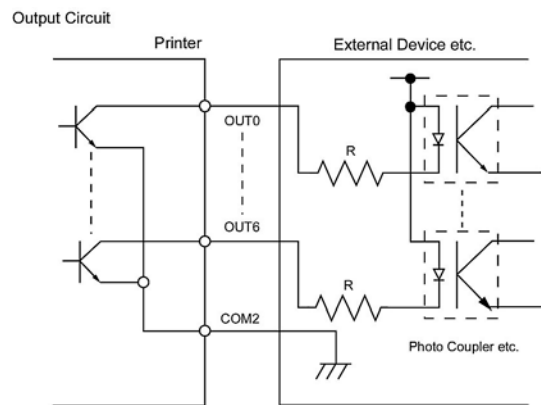 Output Circuit
Printer
External Device etc.
OUT0
R
OUT6
R
COM2
Photo Coupler etc.